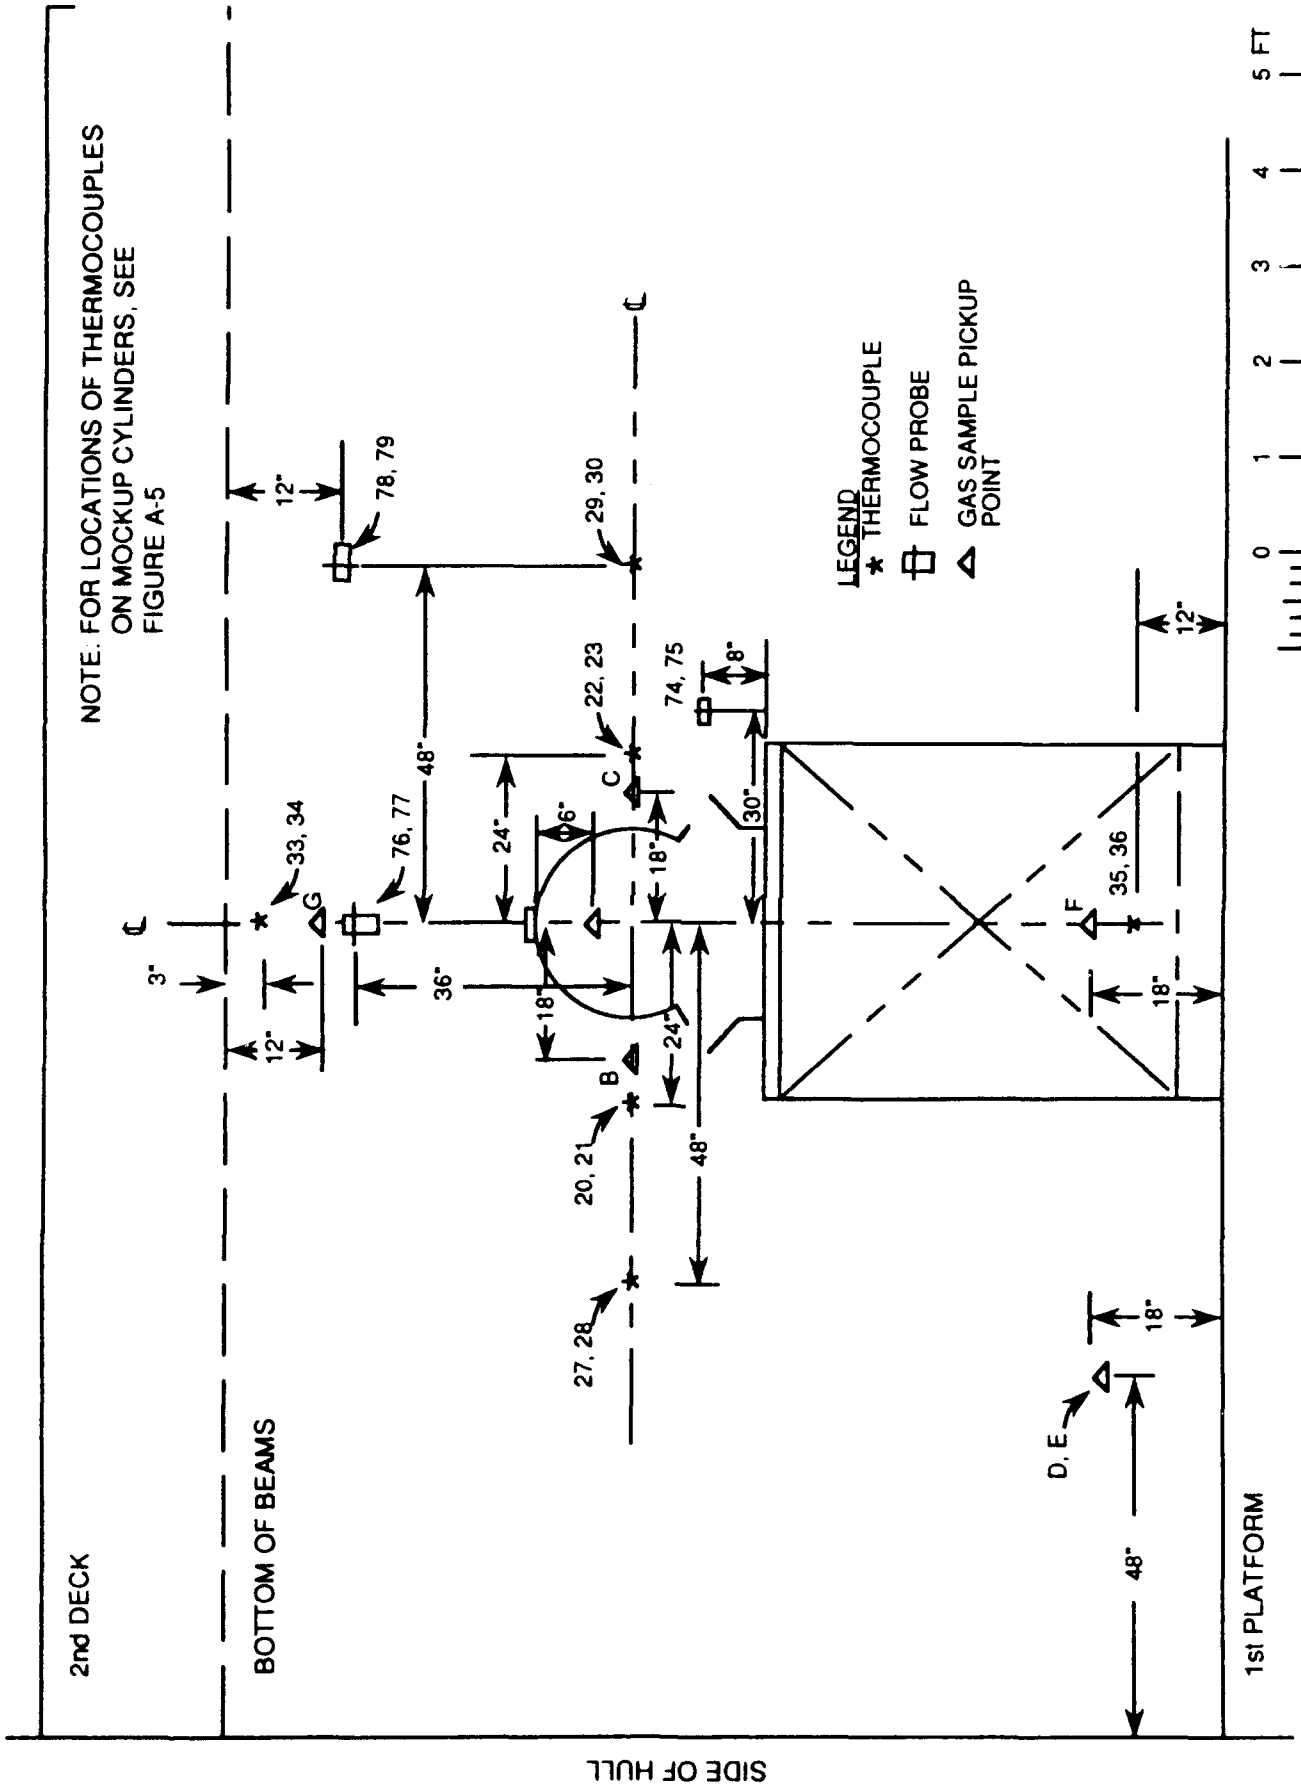 2nd DECK
NOTE: FOR LOCATIONS OF THERMOCOUPLES
ON MOCKUP CYLINDERS, SEE
FIGURE A-5
BOTTOM OF BEAMS
SIDE OF HULL
℄
3"
33, 34
12"
G
76, 77
12"
78, 79
36"
48"
24"
18"
6"
C
22, 23
29, 30
℄
18"
B
20, 21
24"
27, 28
48"
74, 75
8"
30"
LEGEND
THERMOCOUPLE
FLOW PROBE
GAS SAMPLE PICKUP
POINT
D, E
18"
48"
F
35, 36
18"
12"
1st PLATFORM
0 1 2 3 4 5 FT